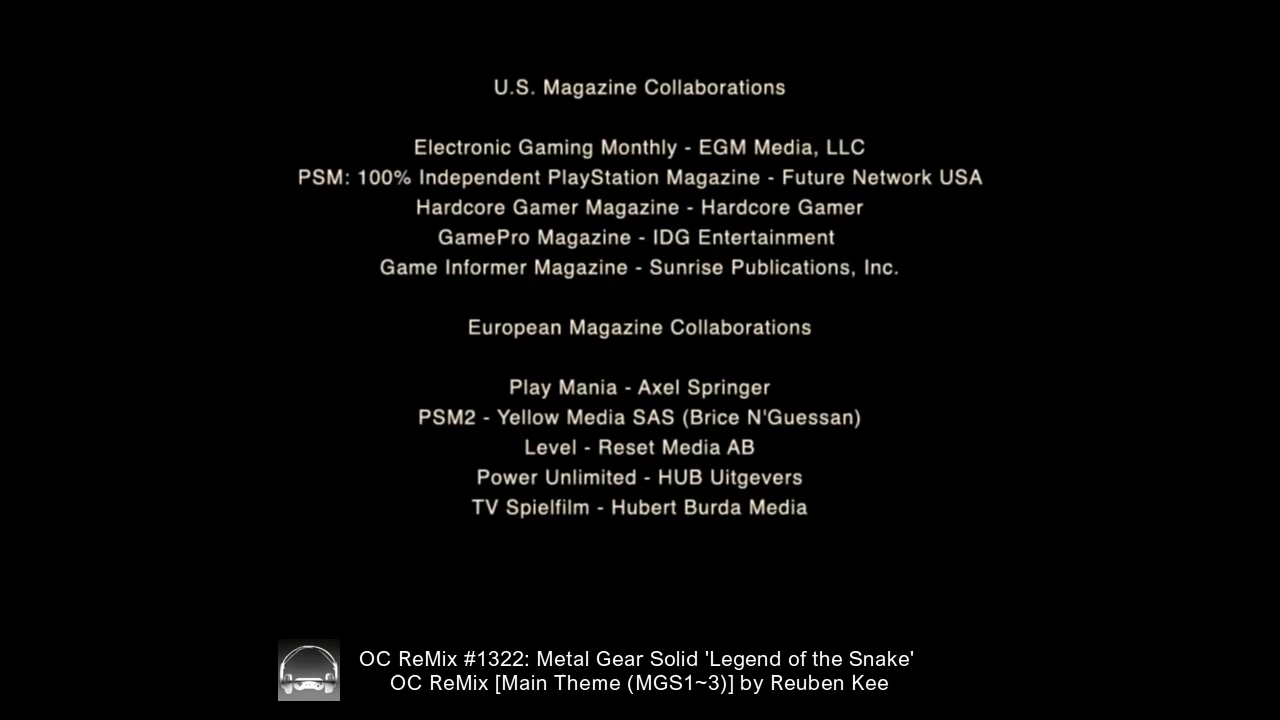 U.S. Magazine Collaborations
Electronic Gaming Monthly - EGM Media, LLC
PSM: 100% Independent PlayStation Magazine - Future Network USA
Hardcore Gamer Magazine - Hardcore Gamer
GamePro Magazine - IDG Entertainment
Game Informer Magazine - Sunrise Publications, Inc.
European Magazine Collaborations
Play Mania - Axel Springer
PSM2 - Yellow Media SAS (Brice N'Guessan)
Level - Reset Media AB
Power Unlimited - HUB Uitgevers
TV Spielfilm - Hubert Burda Media
OC ReMix #1322: Metal Gear Solid 'Legend of the Snake'
OC ReMix [Main Theme (MGS1~3)] by Reuben Kee